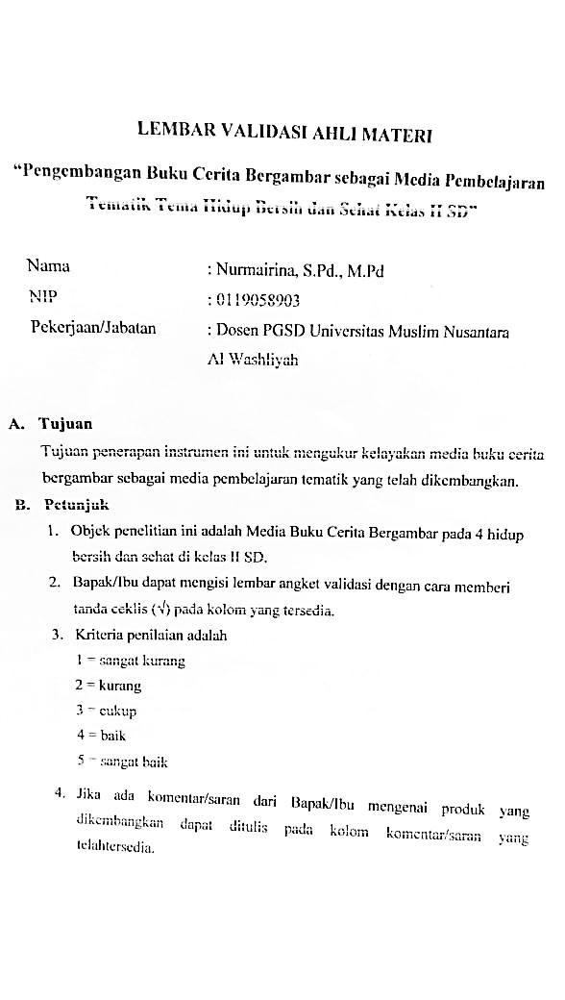 LEMBAR VALIDASI AHLI MATERI
“Pengembangan Buku Cerita Bergambar sebagai Media Pembelajaran
Tematik Tema Hidup Bersih dan Sehat Kelas II SD”
Nama : Nurmairina, S.Pd., M.Pd
NIP : 0119058903
Pekerjaan/Jabatan : Dosen PGSD Universitas Muslim Nusantara
Al Washliyah
A. Tujuan
Tujuan penerapan instrumen ini untuk mengukur kelayakan media buku cerita
bergambar sebagai media pembelajaran tematik yang telah dikembangkan.
B. Petunjuk
1. Objek penelitian ini adalah Media Buku Cerita Bergambar pada 4 hidup
bersih dan sehat di kelas II SD.
2. Bapak/Ibu dapat mengisi lembar angket validasi dengan cara memberi
tanda ceklis (√) pada kolom yang tersedia.
3. Kriteria penilaian adalah
1 = sangat kurang
2 = kurang
3 = cukup
4 = baik
5 = sangat baik
4. Jika ada komentar/saran dari Bapak/Ibu mengenai produk yang
dikembangkan dapat ditulis pada kolom komentar/saran yang
telahtersedia.